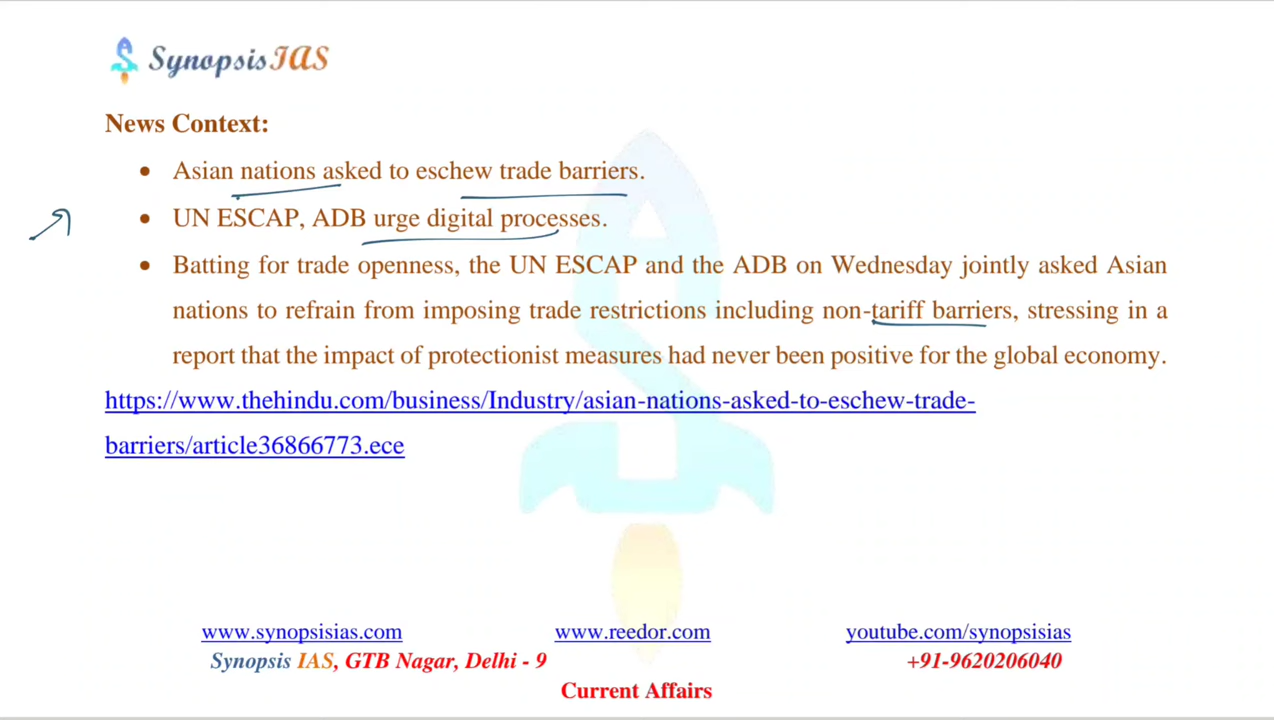 Synopsis IAS
News Context:
• Asian nations asked to eschew trade barriers.
• UN ESCAP, ADB urge digital processes.
• Batting for trade openness, the UN ESCAP and the ADB on Wednesday jointly asked Asian
nations to refrain from imposing trade restrictions including non-tariff barriers, stressing in a
report that the impact of protectionist measures had never been positive for the global economy.
https://www.thehindu.com/business/Industry/asian-nations-asked-to-eschew-trade-
barriers/article36866773.ece
www.synopsisias.com www.reedor.com youtube.com/synopsisias
Synopsis IAS, GTB Nagar, Delhi - 9 +91-9620206040
Current Affairs